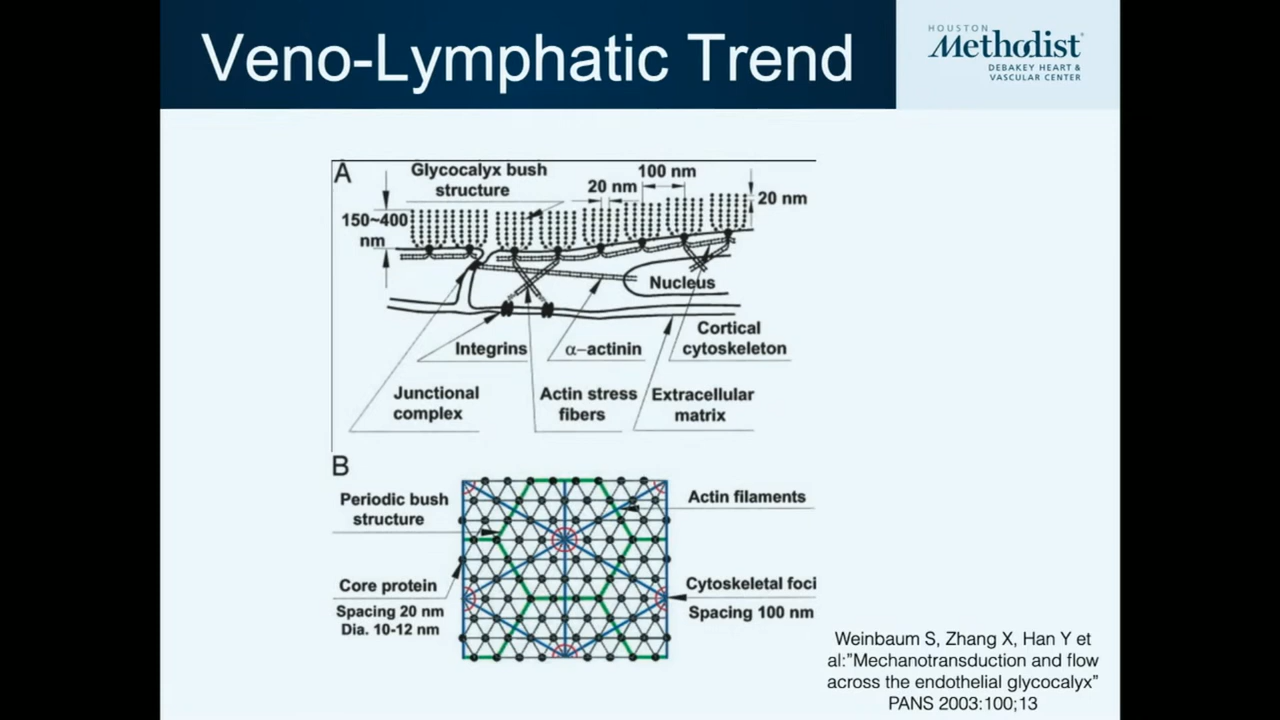 Veno-Lymphatic Trend
HOUSTON
Methodist
DEBAKEY HEART &
VASCULAR CENTER
A
Glycocalyx bush
structure
100 nm
20 nm
20 nm
150~400
nm
Nucleus
Cortical
cytoskeleton
Integrins
α–actinin
Junctional
complex
Actin stress
fibers
Extracellular
matrix
B
Periodic bush
structure
Actin filaments
Core protein
Spacing 20 nm
Dia. 10-12 nm
Cytoskeletal foci
Spacing 100 nm
Weinbaum S, Zhang X, Han Y et
al:"Mechanotransduction and flow
across the endothelial glycocalyx"
PANS 2003:100;13